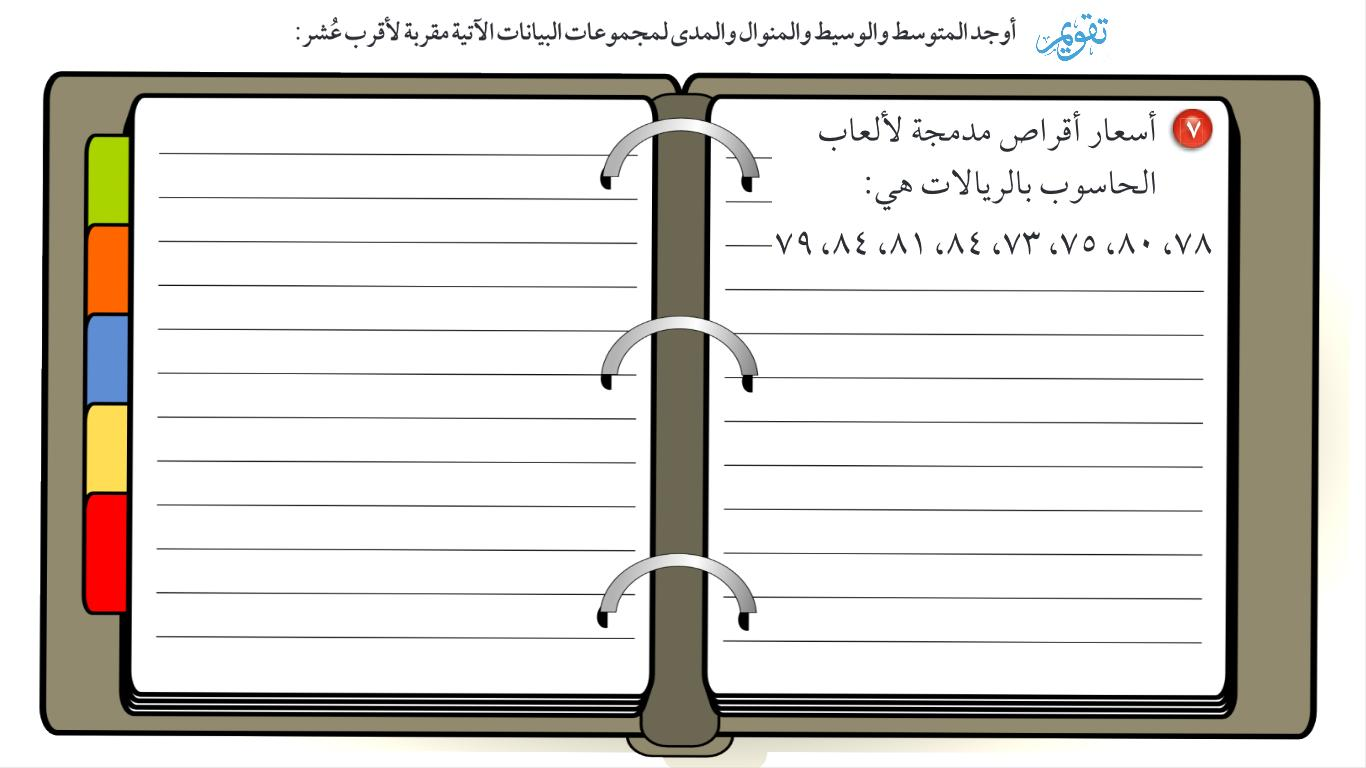 تقويم أوجد المتوسط والوسيط والمنوال والمدى لمجموعات البيانات الآتية مقربة لأقرب عُشر:
٧ أسعار أقراص مدمجة لألعاب
الحاسوب بالريالات هي:
٧٨، ٨٠، ٧٥، ٧٣، ٨٤، ٨١، ٨٤، ٧٩